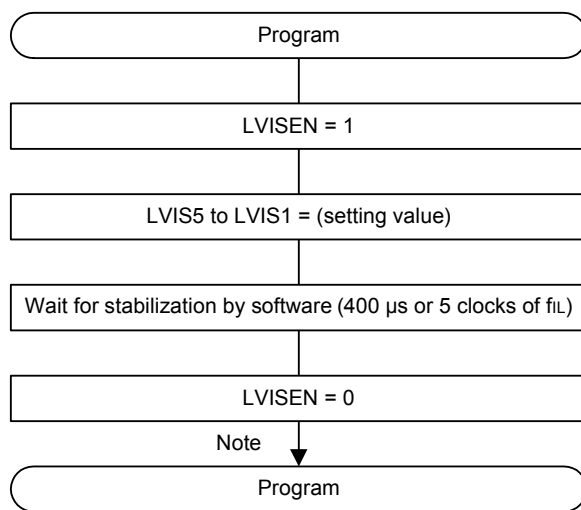 Program
LVISEN = 1
LVIS5 to LVIS1 = (setting value)
Wait for stabilization by software (400 μs or 5 clocks of fIL)
LVISEN = 0
Note
Program